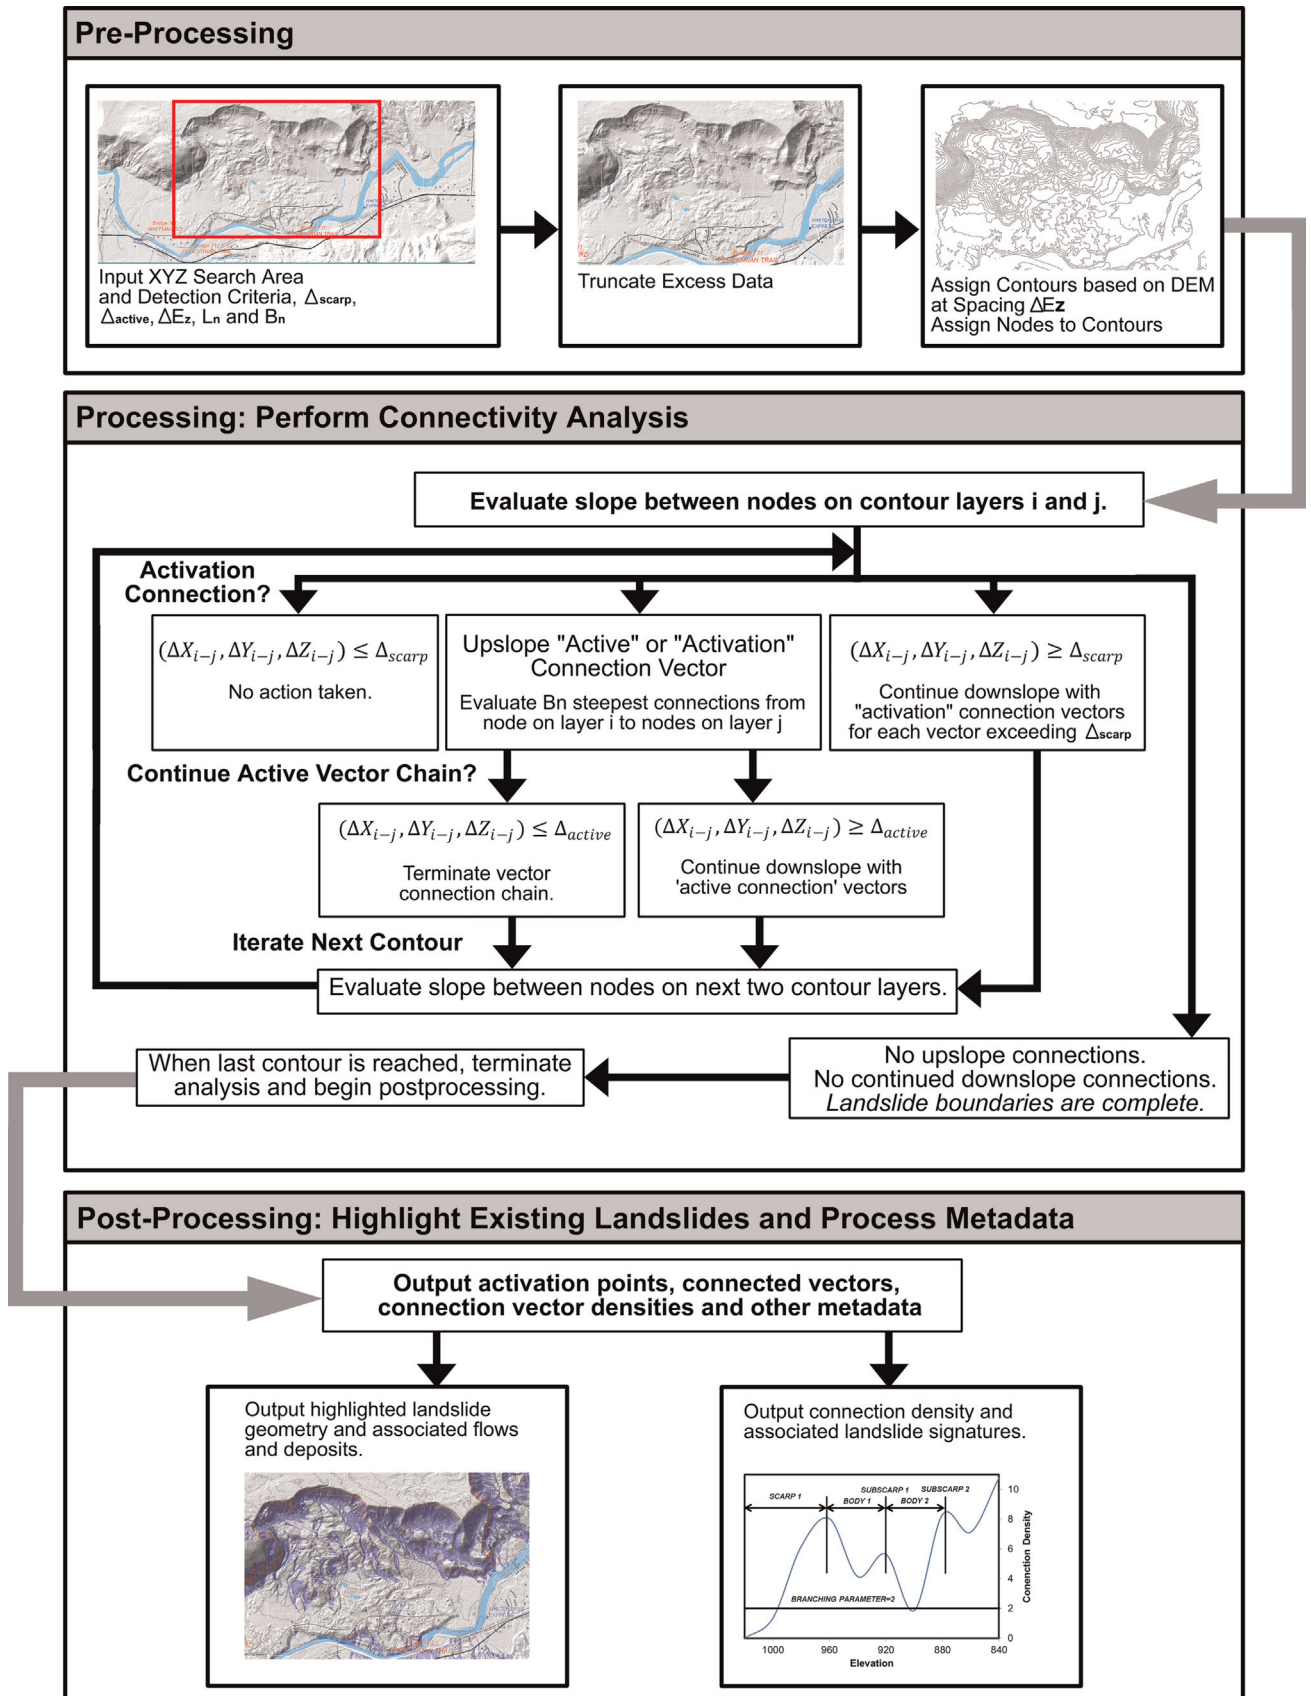 Pre-Processing
Input XYZ Search Area
and Detection Criteria, Δscarp,
Δactive, ΔEz, Ln and Bn
Truncate Excess Data
Assign Contours based on DEM
at Spacing ΔEz
Assign Nodes to Contours
Processing: Perform Connectivity Analysis
Evaluate slope between nodes on contour layers i and j.
Activation
Connection?
(ΔXi−j, ΔYi−j, ΔZi−j) ≤ Δscarp
No action taken.
Upslope "Active" or "Activation"
Connection Vector
Evaluate Bn steepest connections from
node on layer i to nodes on layer j
(ΔXi−j, ΔYi−j, ΔZi−j) ≥ Δscarp
Continue downslope with
"activation" connection vectors
for each vector exceeding Δscarp
Continue Active Vector Chain?
(ΔXi−j, ΔYi−j, ΔZi−j) ≤ Δactive
Terminate vector
connection chain.
(ΔXi−j, ΔYi−j, ΔZi−j) ≥ Δactive
Continue downslope with
'active connection' vectors
Iterate Next Contour
Evaluate slope between nodes on next two contour layers.
When last contour is reached, terminate
analysis and begin postprocessing.
No upslope connections.
No continued downslope connections.
Landslide boundaries are complete.
Post-Processing: Highlight Existing Landslides and Process Metadata
Output activation points, connected vectors,
connection vector densities and other metadata
Output highlighted landslide
geometry and associated flows
and deposits.
Output connection density and
associated landslide signatures.
SCARP 1
SUBSCARP 1
SUBSCARP 2
BODY 1
BODY 2
BRANCHING PARAMETER=2
10
8
6
4
2
0
Conenction Density
1000 960 920 880 840
Elevation